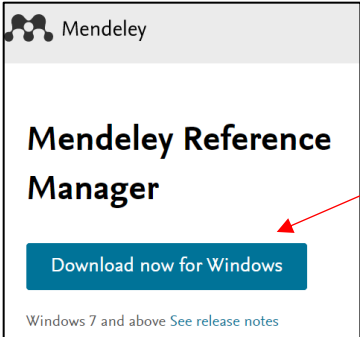 Mendeley
Mendeley Reference
Manager
Download now for Windows
Windows 7 and above See release notes